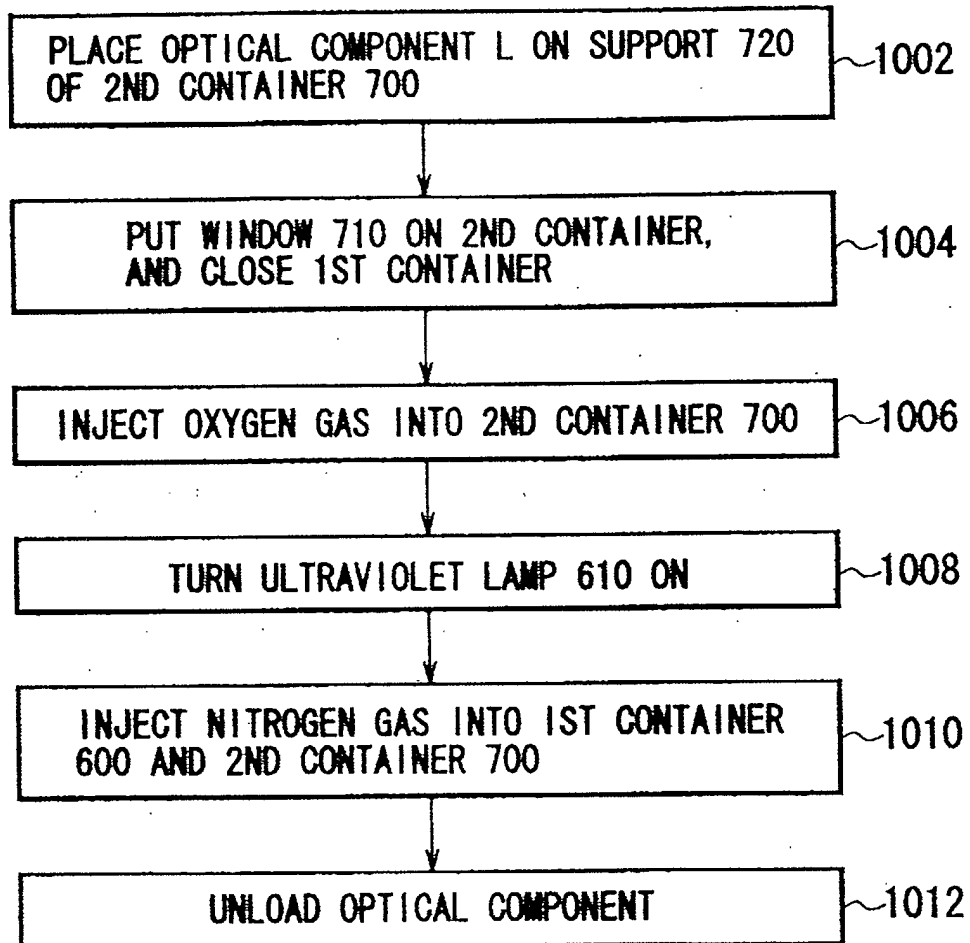 PLACE OPTICAL COMPONENT L ON SUPPORT 720
OF 2ND CONTAINER 700
1002
PUT WINDOW 710 ON 2ND CONTAINER,
AND CLOSE 1ST CONTAINER
1004
INJECT OXYGEN GAS INTO 2ND CONTAINER 700
1006
TURN ULTRAVIOLET LAMP 610 ON
1008
INJECT NITROGEN GAS INTO IST CONTAINER
600 AND 2ND CONTAINER 700
1010
UNLOAD OPTICAL COMPONENT
1012